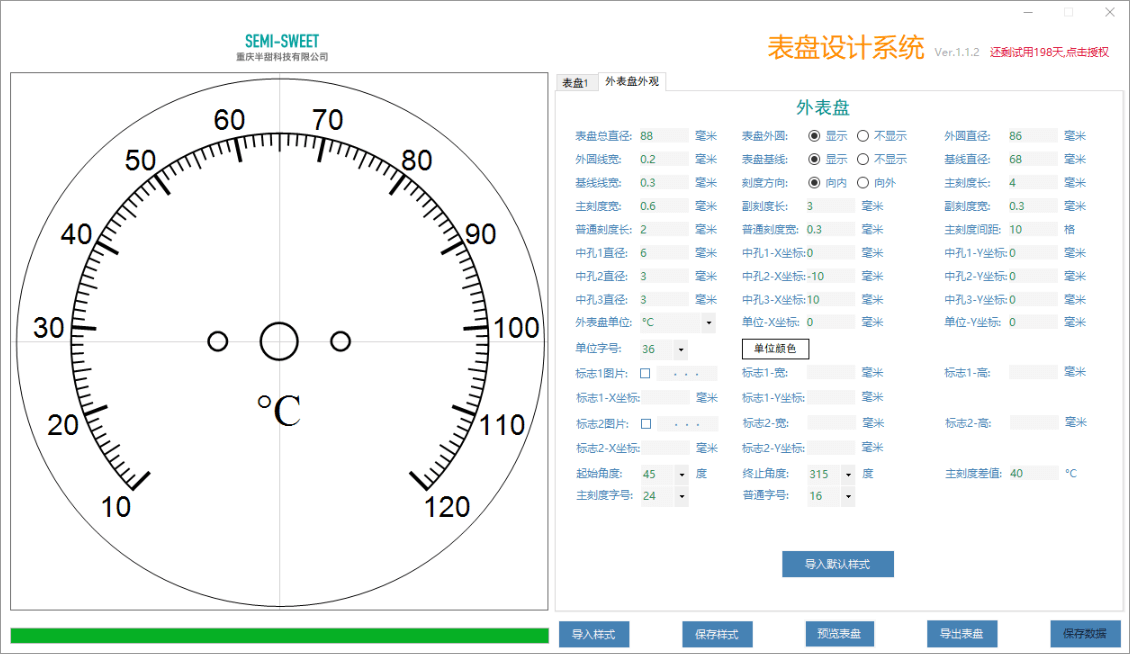 SEMI-SWEET
重庆半甜科技有限公司
表盘设计系统 Ver.1.1.2 还剩试用198天,点击授权
60 70
50 80
40 90
30 100
℃
20 110
10 120
表盘1 外表盘外观
外表盘
表盘总直径: 88 毫米 表盘外圆: 显示 不显示 外圆直径: 86 毫米
外圆线宽: 0.2 毫米 表盘基线: 显示 不显示 基线直径: 68 毫米
基线线宽: 0.3 毫米 刻度方向: 向内 向外 主刻度长: 4 毫米
主刻度宽: 0.6 毫米 副刻度长: 3 毫米 副刻度宽: 0.3 毫米
普通刻度长: 2 毫米 普通刻度宽: 0.3 毫米 主刻度间距: 10 格
中孔1直径: 6 毫米 中孔1-X坐标: 0 毫米 中孔1-Y坐标: 0 毫米
中孔2直径: 3 毫米 中孔2-X坐标: -10 毫米 中孔2-Y坐标: 0 毫米
中孔3直径: 3 毫米 中孔3-X坐标: 10 毫米 中孔3-Y坐标: 0 毫米
外表盘单位: ℃ 单位-X坐标: 0 毫米 单位-Y坐标: 0 毫米
单位字号: 36 单位颜色
标志1图片: . . . 标志1-宽: 毫米 标志1-高: 毫米
标志1-X坐标: 毫米 标志1-Y坐标: 毫米
标志2图片: . . . 标志2-宽: 毫米 标志2-高: 毫米
标志2-X坐标: 毫米 标志2-Y坐标: 毫米
起始角度: 45 度 终止角度: 315 度 主刻度差值: 40 ℃
主刻度字号: 24 普通字号: 16
导入默认样式
导入样式 保存样式 预览表盘 导出表盘 保存数据